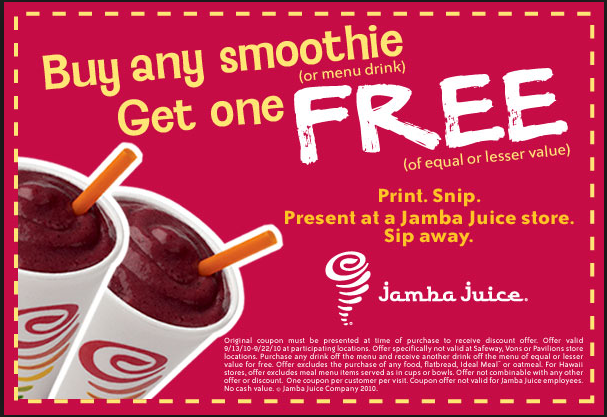 Buy any smoothie
(or menu drink)
Get one FREE
(of equal or lesser value)
Print. Snip.
Present at a Jamba Juice store.
Sip away.
jamba juice®
Original coupon must be presented at time of purchase to receive discount offer. Offer valid
9/13/10-9/22/10 at participating locations. Offer specifically not valid at Safeway, Vons or Pavilions store
locations. Purchase any drink off the menu and receive another drink off the menu of equal or lesser
value for free. Offer excludes the purchase of any food, flatbread, Ideal Meal™ or oatmeal. For Hawaii
stores, offer excludes meal menu items served as in cups or bowls. Offer not combinable with any other
offer or discount. One coupon per customer per visit. Coupon offer not valid for Jamba Juice employees.
No cash value. © Jamba Juice Company 2010.